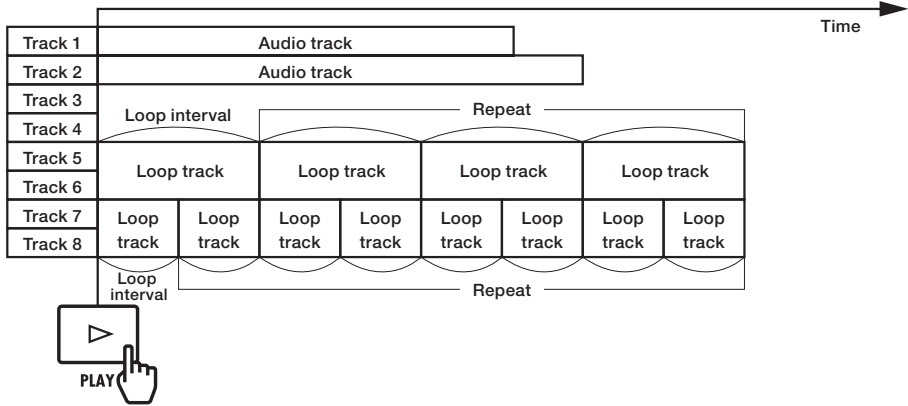 Time
Track 1 Audio track
Track 2 Audio track
Track 3
Repeat
Loop interval
Track 4
Track 5
Loop track Loop track Loop track Loop track
Track 6
Track 7
Loop Loop Loop Loop Loop Loop Loop Loop
track track track track track track track track
Track 8
Loop
interval
Repeat
PLAY